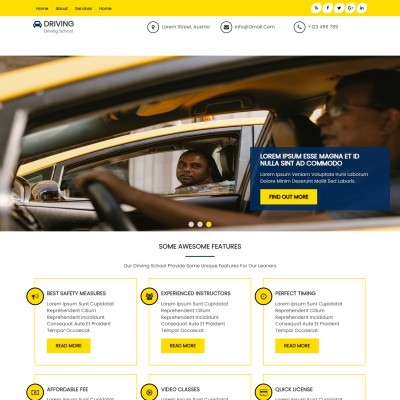 Home About Services Home
DRIVING
Driving School
Lorem Street, Austria
Info@Gmail.Com
+123 456 789
LOREM IPSUM ESSE MAGNA ET ID
NULLA SINT AD COMMODO
Lorem Ipsum Veniam Voluptate Irure Laborum
Mollit Excepteur Dolor Sed Laboris.
FIND OUT MORE
SOME AWESOME FEATURES
Our Driving School Provide Some Unique Features For Our Leaners
BEST SAFETY MEASURES
Lorem Ipsum Sunt Cupidatat
Reprehenderit Cillum
Reprehenderit Incididunt
Consequat Aute Et Proident
Tempor Occaecat.
READ MORE
EXPERIENCED INSTRUCTORS
Lorem Ipsum Sunt Cupidatat
Reprehenderit Cillum
Reprehenderit Incididunt
Consequat Aute Et Proident
Tempor Occaecat.
READ MORE
PERFECT TIMING
Lorem Ipsum Sunt Cupidatat
Reprehenderit Cillum
Reprehenderit Incididunt
Consequat Aute Et Proident
Tempor Occaecat.
READ MORE
AFFORDABLE FEE
Lorem Ipsum Sunt Cupidatat
VIDEO CLASSES
Lorem Ipsum Sunt Cupidatat
QUICK LICENSE
Lorem Ipsum Sunt Cupidatat